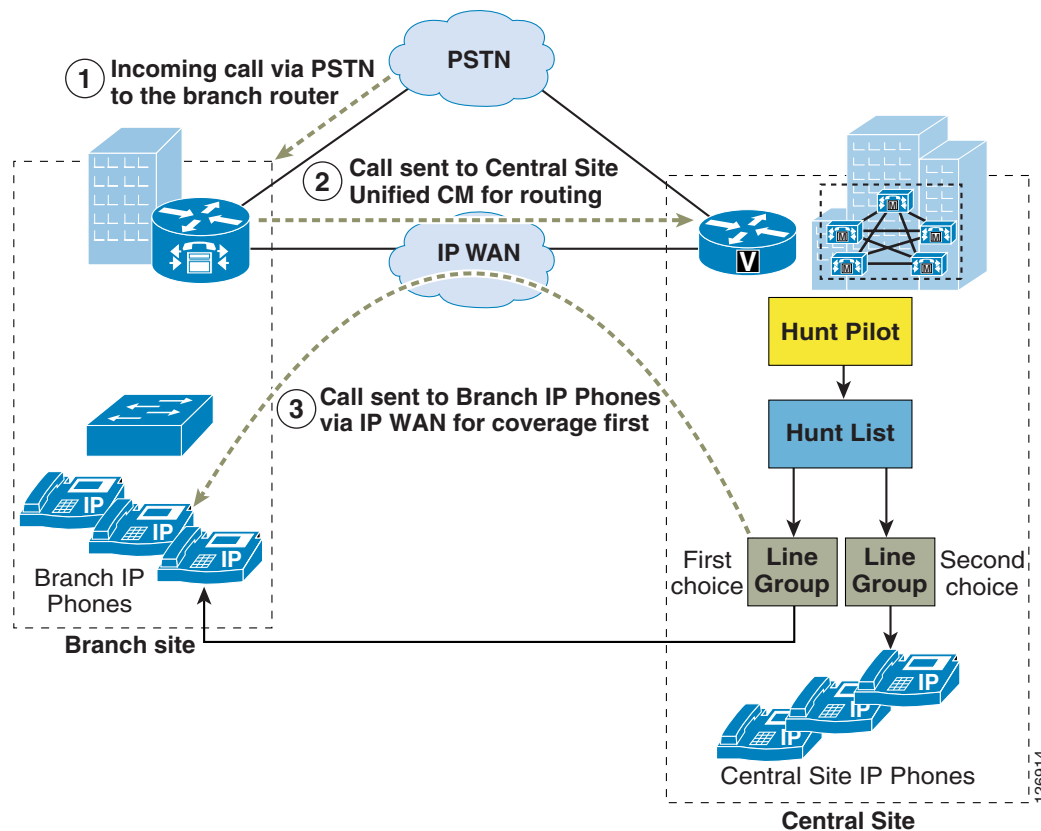 PSTN
1 Incoming call via PSTN
to the branch router
2 Call sent to Central Site
Unified CM for routing
IP WAN
V
M
M
M
M
M
Hunt Pilot
3 Call sent to Branch IP Phones
via IP WAN for coverage first
Hunt List
IP
IP
IP
Branch IP
Phones
First
choice
Line
Group
Line
Group
Second
choice
Branch site
IP
IP
IP
Central Site IP Phones
126914
Central Site